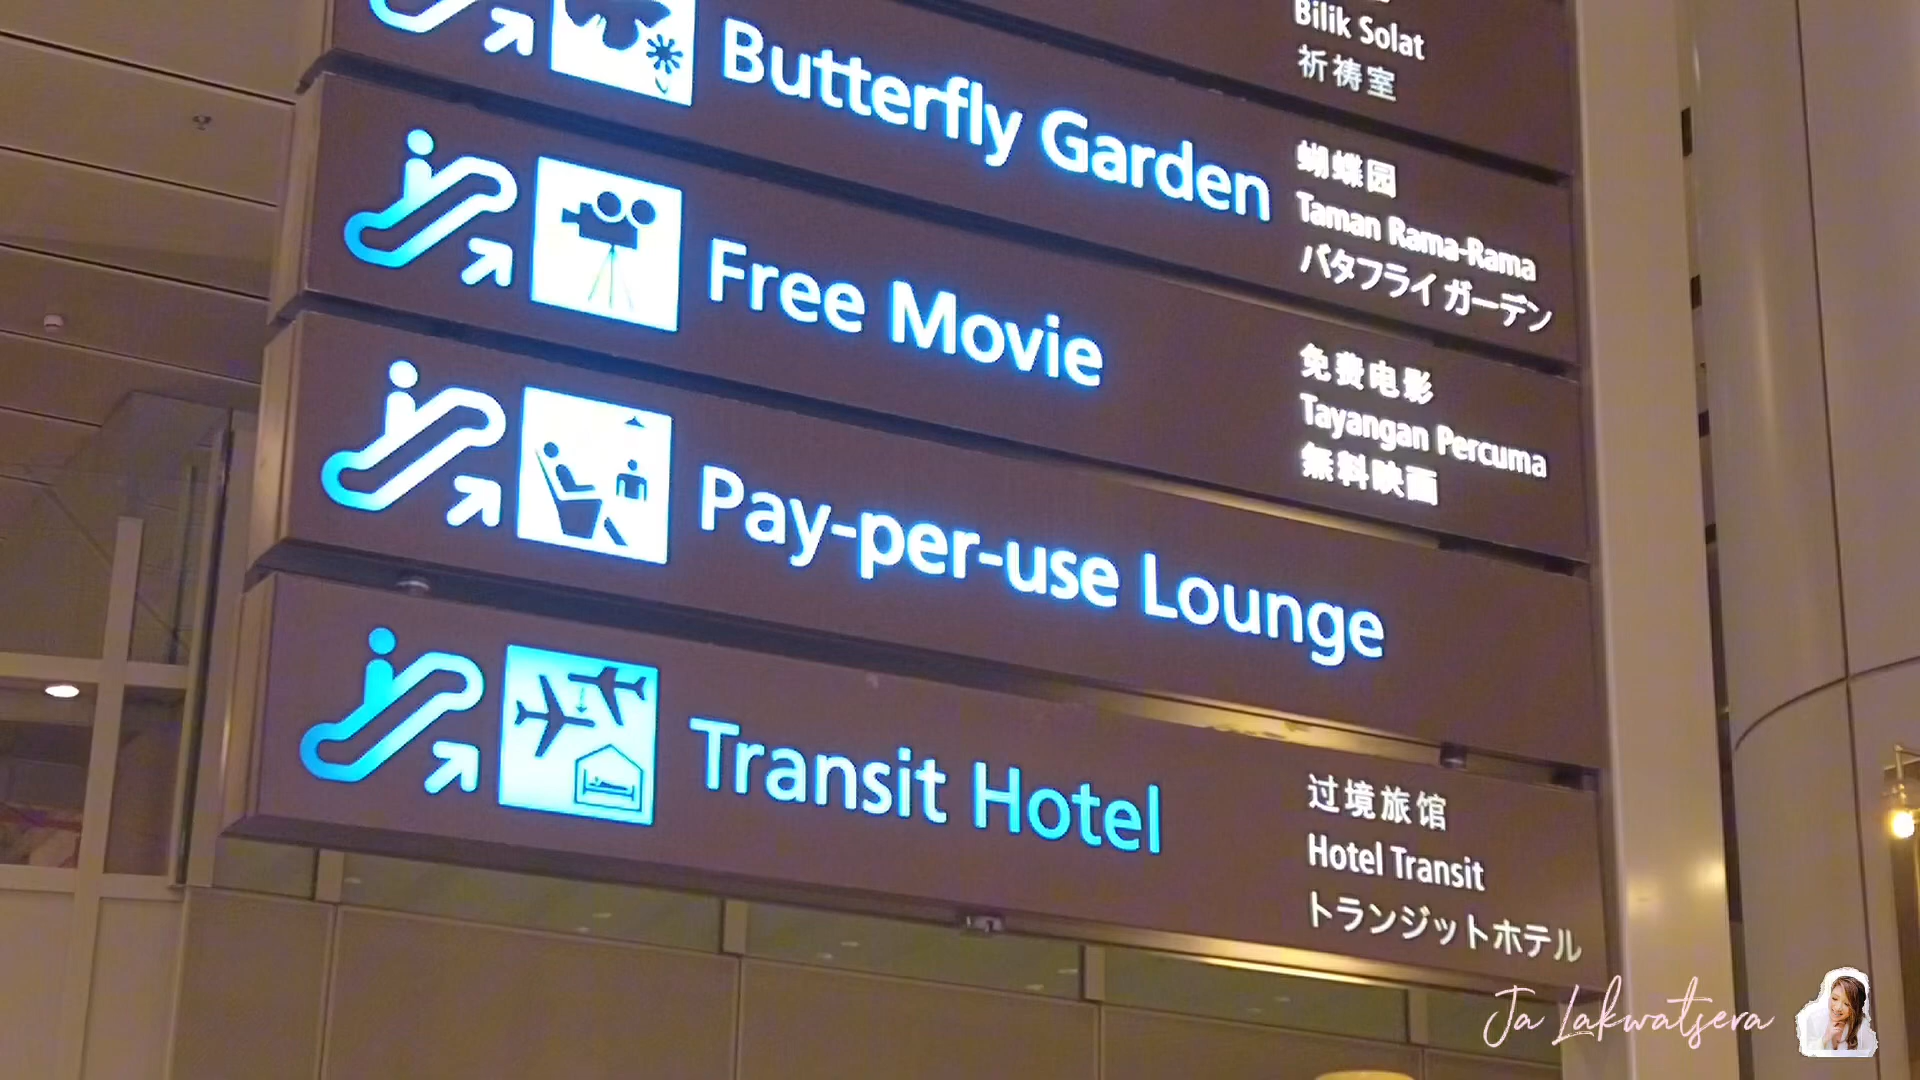 Bilik Solat
祈祷室
Butterfly Garden
蝴蝶园
Taman Rama-Rama
バタフライ ガーデン
Free Movie
免费电影
Tayangan Percuma
無料映画
Pay-per-use Lounge
Transit Hotel
过境旅馆
Hotel Transit
トランジットホテル
Ja Lakwatsera